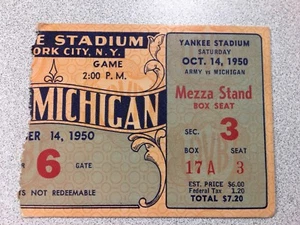 E STADIUM
ORK CITY, N.Y.
GAME
2:00 P.M.
MICHIGAN
ER 14, 1950
6
GATE
IS NOT REDEEMABLE
YANKEE STADIUM
SATURDAY
OCT. 14, 1950
ARMY vs MICHIGAN
Mezza Stand
BOX SEAT
SEC. 3
BOX SEAT
17 A 3
EST. PRICE $6.00
Federal Tax 1.20
TOTAL $7.20